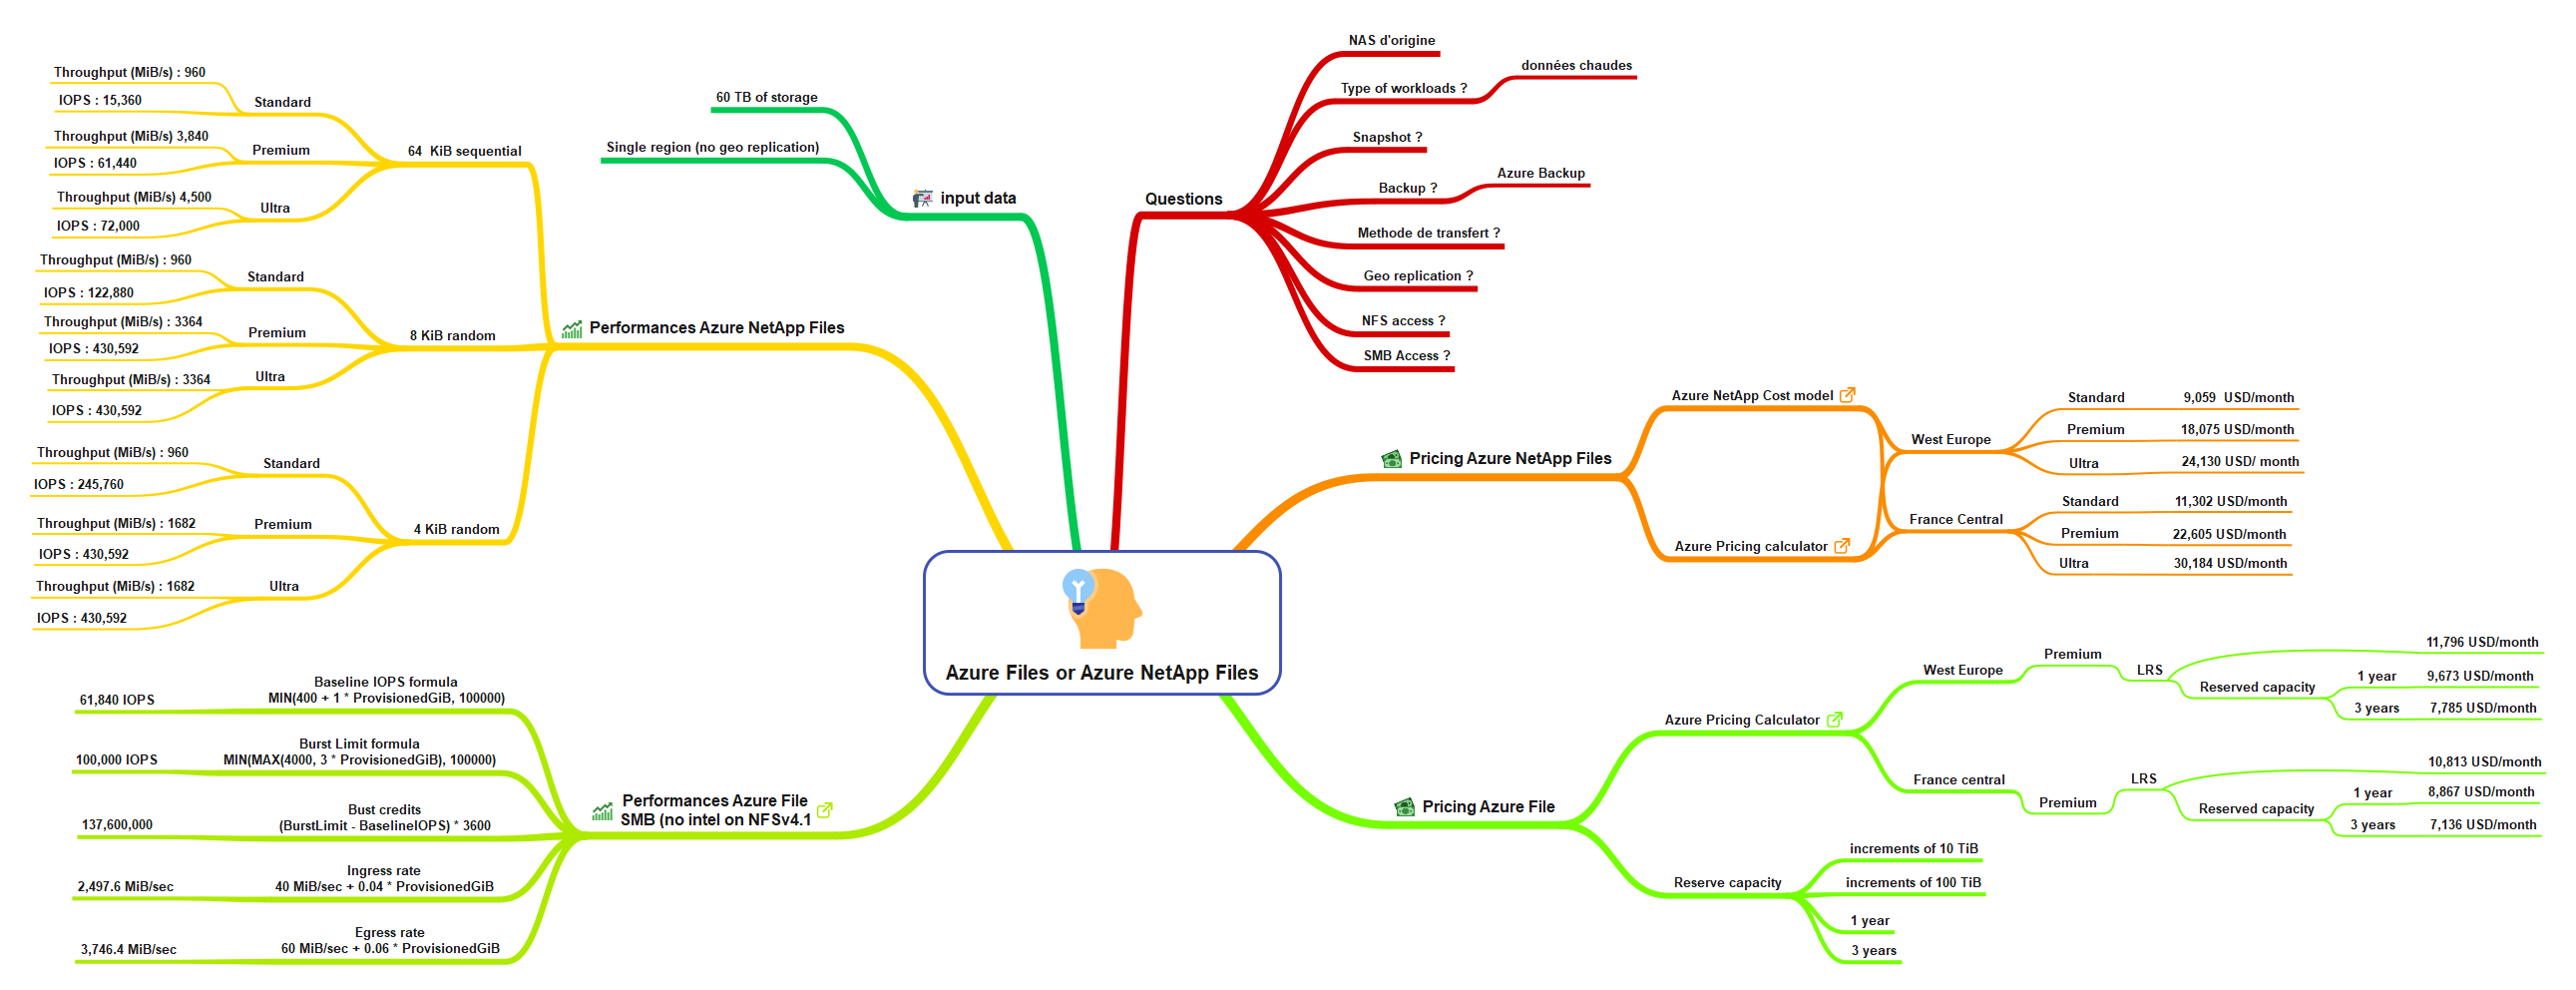 Azure Files or Azure NetApp Files
Questions
NAS d'origine
Type of workloads ?
données chaudes
Snapshot ?
Backup ?
Azure Backup
Methode de transfert ?
Geo replication ?
NFS access ?
SMB Access ?
Pricing Azure NetApp Files
Azure NetApp Cost model
Azure Pricing calculator
West Europe
Standard
9,059 USD/month
Premium
18,075 USD/month
Ultra
24,130 USD/ month
France Central
Standard
11,302 USD/month
Premium
22,605 USD/month
Ultra
30,184 USD/month
Pricing Azure File
Azure Pricing Calculator
West Europe
Premium
LRS
11,796 USD/month
Reserved capacity
1 year
9,673 USD/month
3 years
7,785 USD/month
France central
Premium
LRS
10,813 USD/month
Reserved capacity
1 year
8,867 USD/month
3 years
7,136 USD/month
Reserve capacity
increments of 10 TiB
increments of 100 TiB
1 year
3 years
input data
60 TB of storage
Single region (no geo replication)
Performances Azure NetApp Files
64 KiB sequential
Standard
Throughput (MiB/s) : 960
IOPS : 15,360
Premium
Throughput (MiB/s) 3,840
IOPS : 61,440
Ultra
Throughput (MiB/s) 4,500
IOPS : 72,000
8 KiB random
Standard
Throughput (MiB/s) : 960
IOPS : 122,880
Premium
Throughput (MiB/s) : 3364
IOPS : 430,592
Ultra
Throughput (MiB/s) : 3364
IOPS : 430,592
4 KiB random
Standard
Throughput (MiB/s) : 960
IOPS : 245,760
Premium
Throughput (MiB/s) : 1682
IOPS : 430,592
Ultra
Throughput (MiB/s) : 1682
IOPS : 430,592
Performances Azure File
SMB (no intel on NFSv4.1
Baseline IOPS formula
MIN(400 + 1 * ProvisionedGiB, 100000)
61,840 IOPS
Burst Limit formula
MIN(MAX(4000, 3 * ProvisionedGiB), 100000)
100,000 IOPS
Bust credits
(BurstLimit - BaselineIOPS) * 3600
137,600,000
Ingress rate
40 MiB/sec + 0.04 * ProvisionedGiB
2,497.6 MiB/sec
Egress rate
60 MiB/sec + 0.06 * ProvisionedGiB
3,746.4 MiB/sec